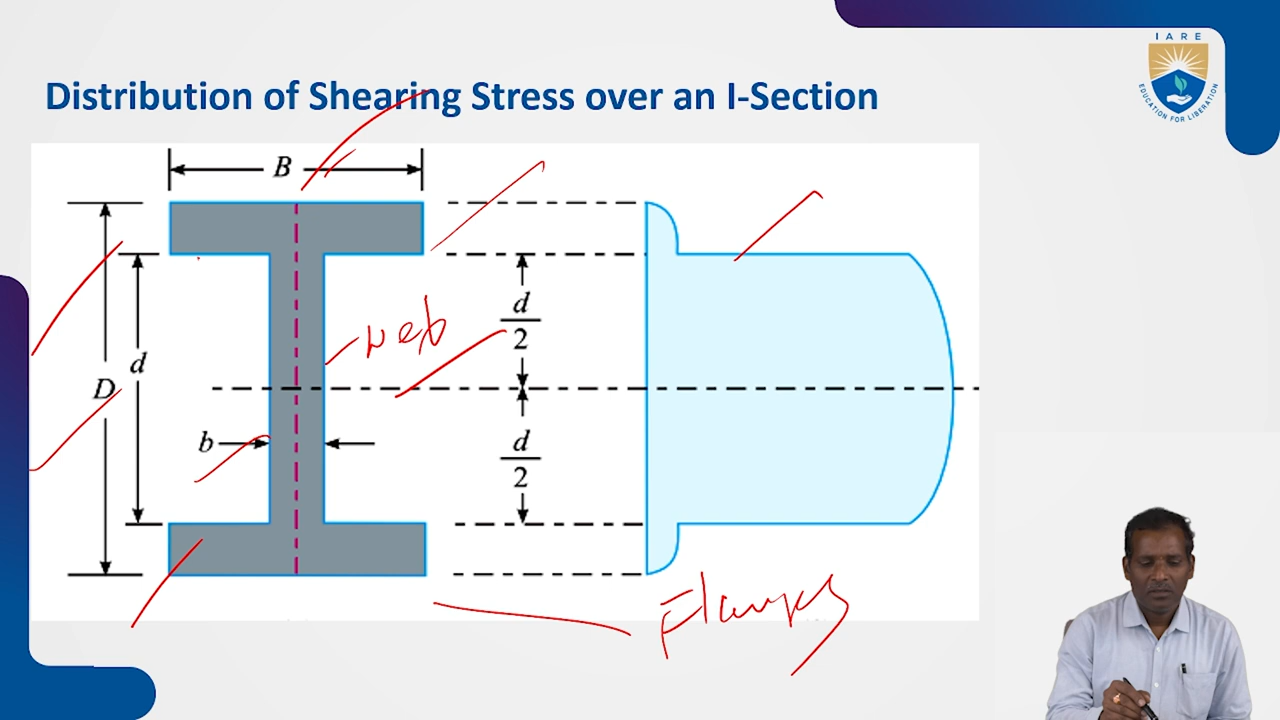 IARE
EDUCATION FOR LIBERATION
Distribution of Shearing Stress over an I-Section
B
d
2
web
d
D
b
d
2
Flanges